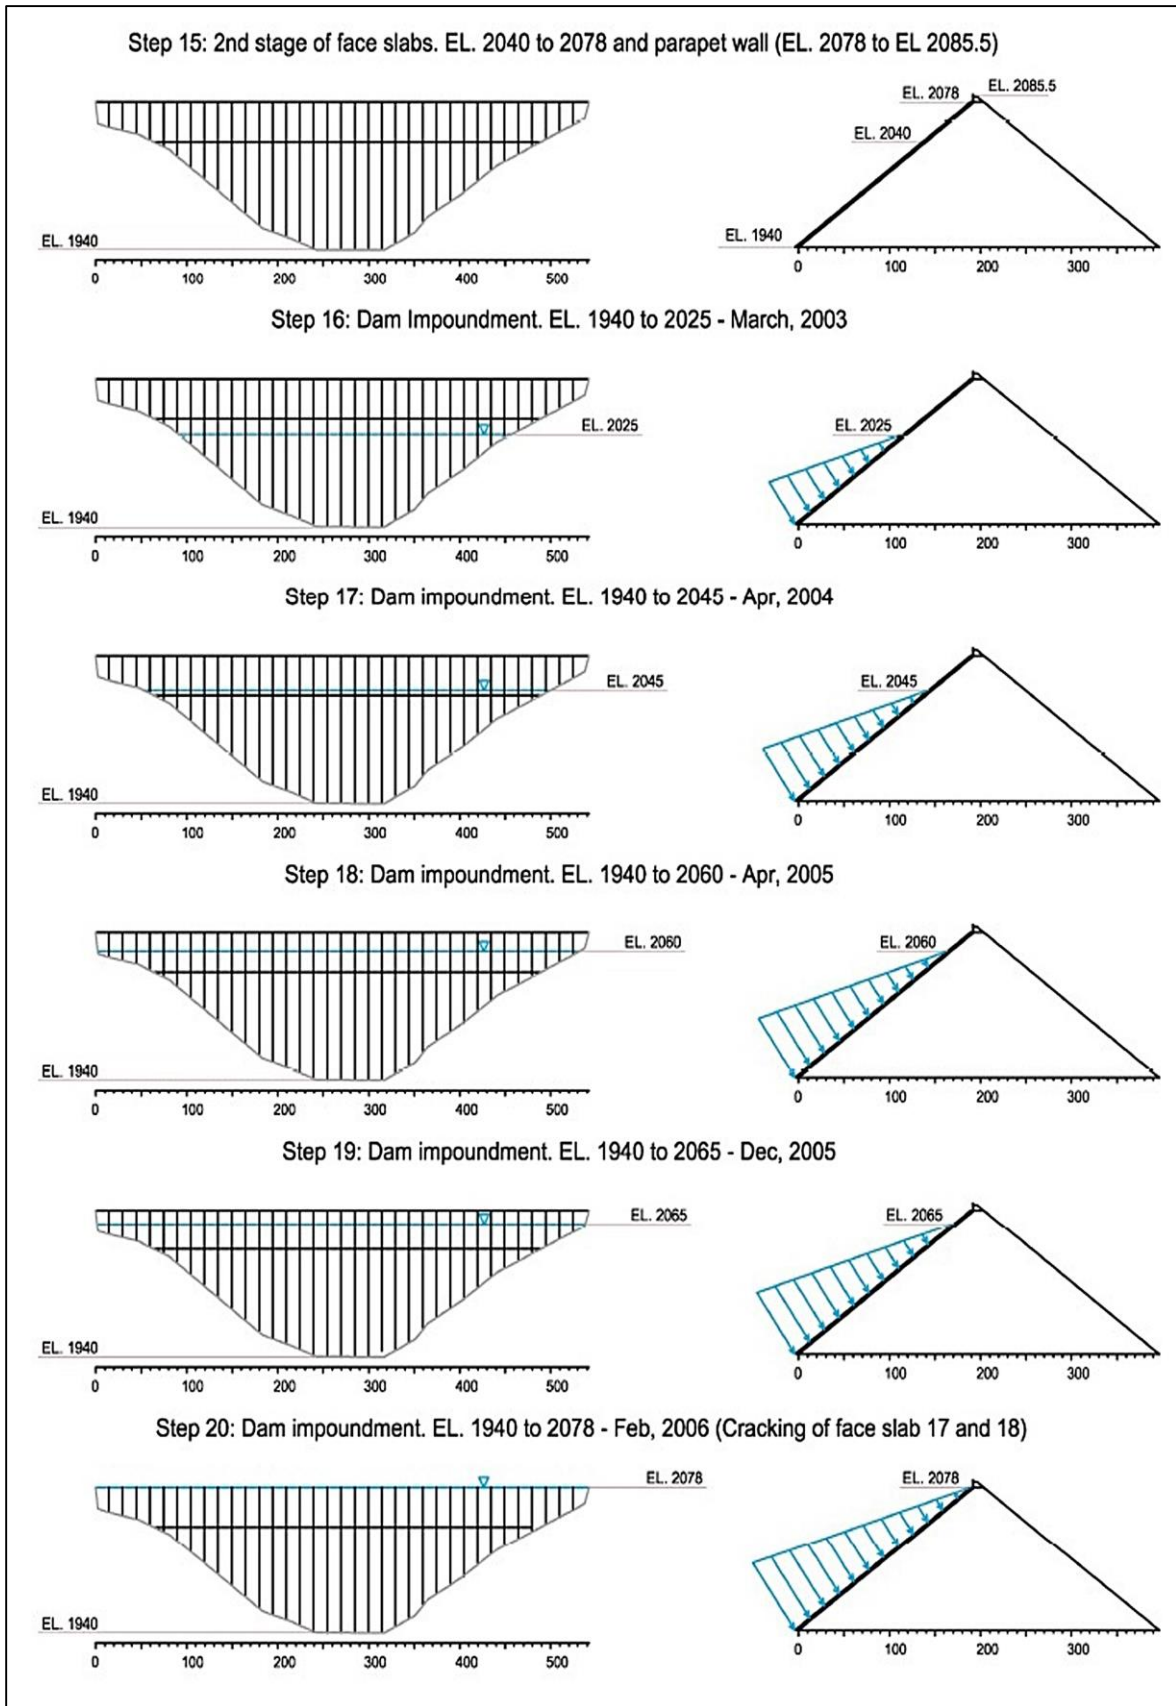 Step 15: 2nd stage of face slabs. EL. 2040 to 2078 and parapet wall (EL. 2078 to EL 2085.5)
EL. 2078
EL. 2085.5
EL. 2040
EL. 1940
EL. 1940
0 100 200 300 400 500
0 100 200 300
Step 16: Dam Impoundment. EL. 1940 to 2025 - March, 2003
EL. 2025
EL. 2025
EL. 1940
0 100 200 300 400 500
0 100 200 300
Step 17: Dam impoundment. EL. 1940 to 2045 - Apr, 2004
EL. 2045
EL. 2045
EL. 1940
0 100 200 300 400 500
0 100 200 300
Step 18: Dam impoundment. EL. 1940 to 2060 - Apr, 2005
EL. 2060
EL. 2060
EL. 1940
0 100 200 300 400 500
0 100 200 300
Step 19: Dam impoundment. EL. 1940 to 2065 - Dec, 2005
EL. 2065
EL. 2065
EL. 1940
0 100 200 300 400 500
0 100 200 300
Step 20: Dam impoundment. EL. 1940 to 2078 - Feb, 2006 (Cracking of face slab 17 and 18)
EL. 2078
EL. 2078
EL. 1940
0 100 200 300 400 500
0 100 200 300